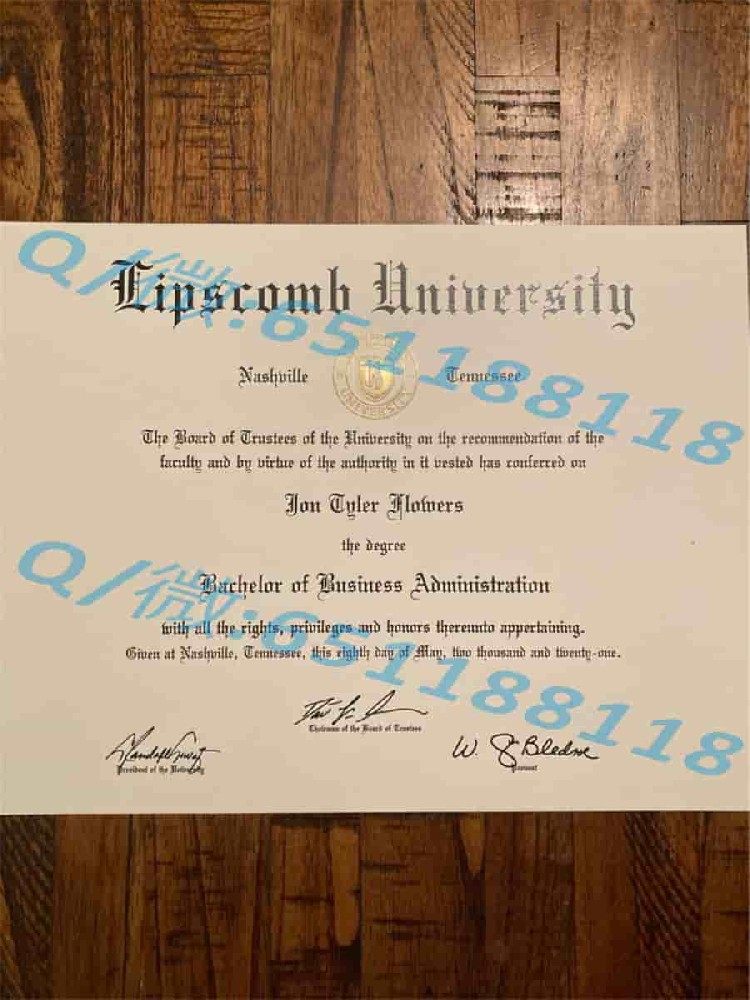 Lipscomb University
Q/微:651188118
Nashville Tennessee
UNIVERSITY
The Board of Trustees of the University on the recommendation of the
faculty and by virtue of the authority in it vested has conferred on
Jon Tyler Flowers
the degree
Q/微:651188118
Bachelor of Business Administration
with all the rights, privileges and honors thereunto appertaining.
Given at Nashville, Tennessee, this eighth day of May, two thousand and twenty-one.
Chairman of the Board of Trustees
W. Bledsoe
President of the University
Provost